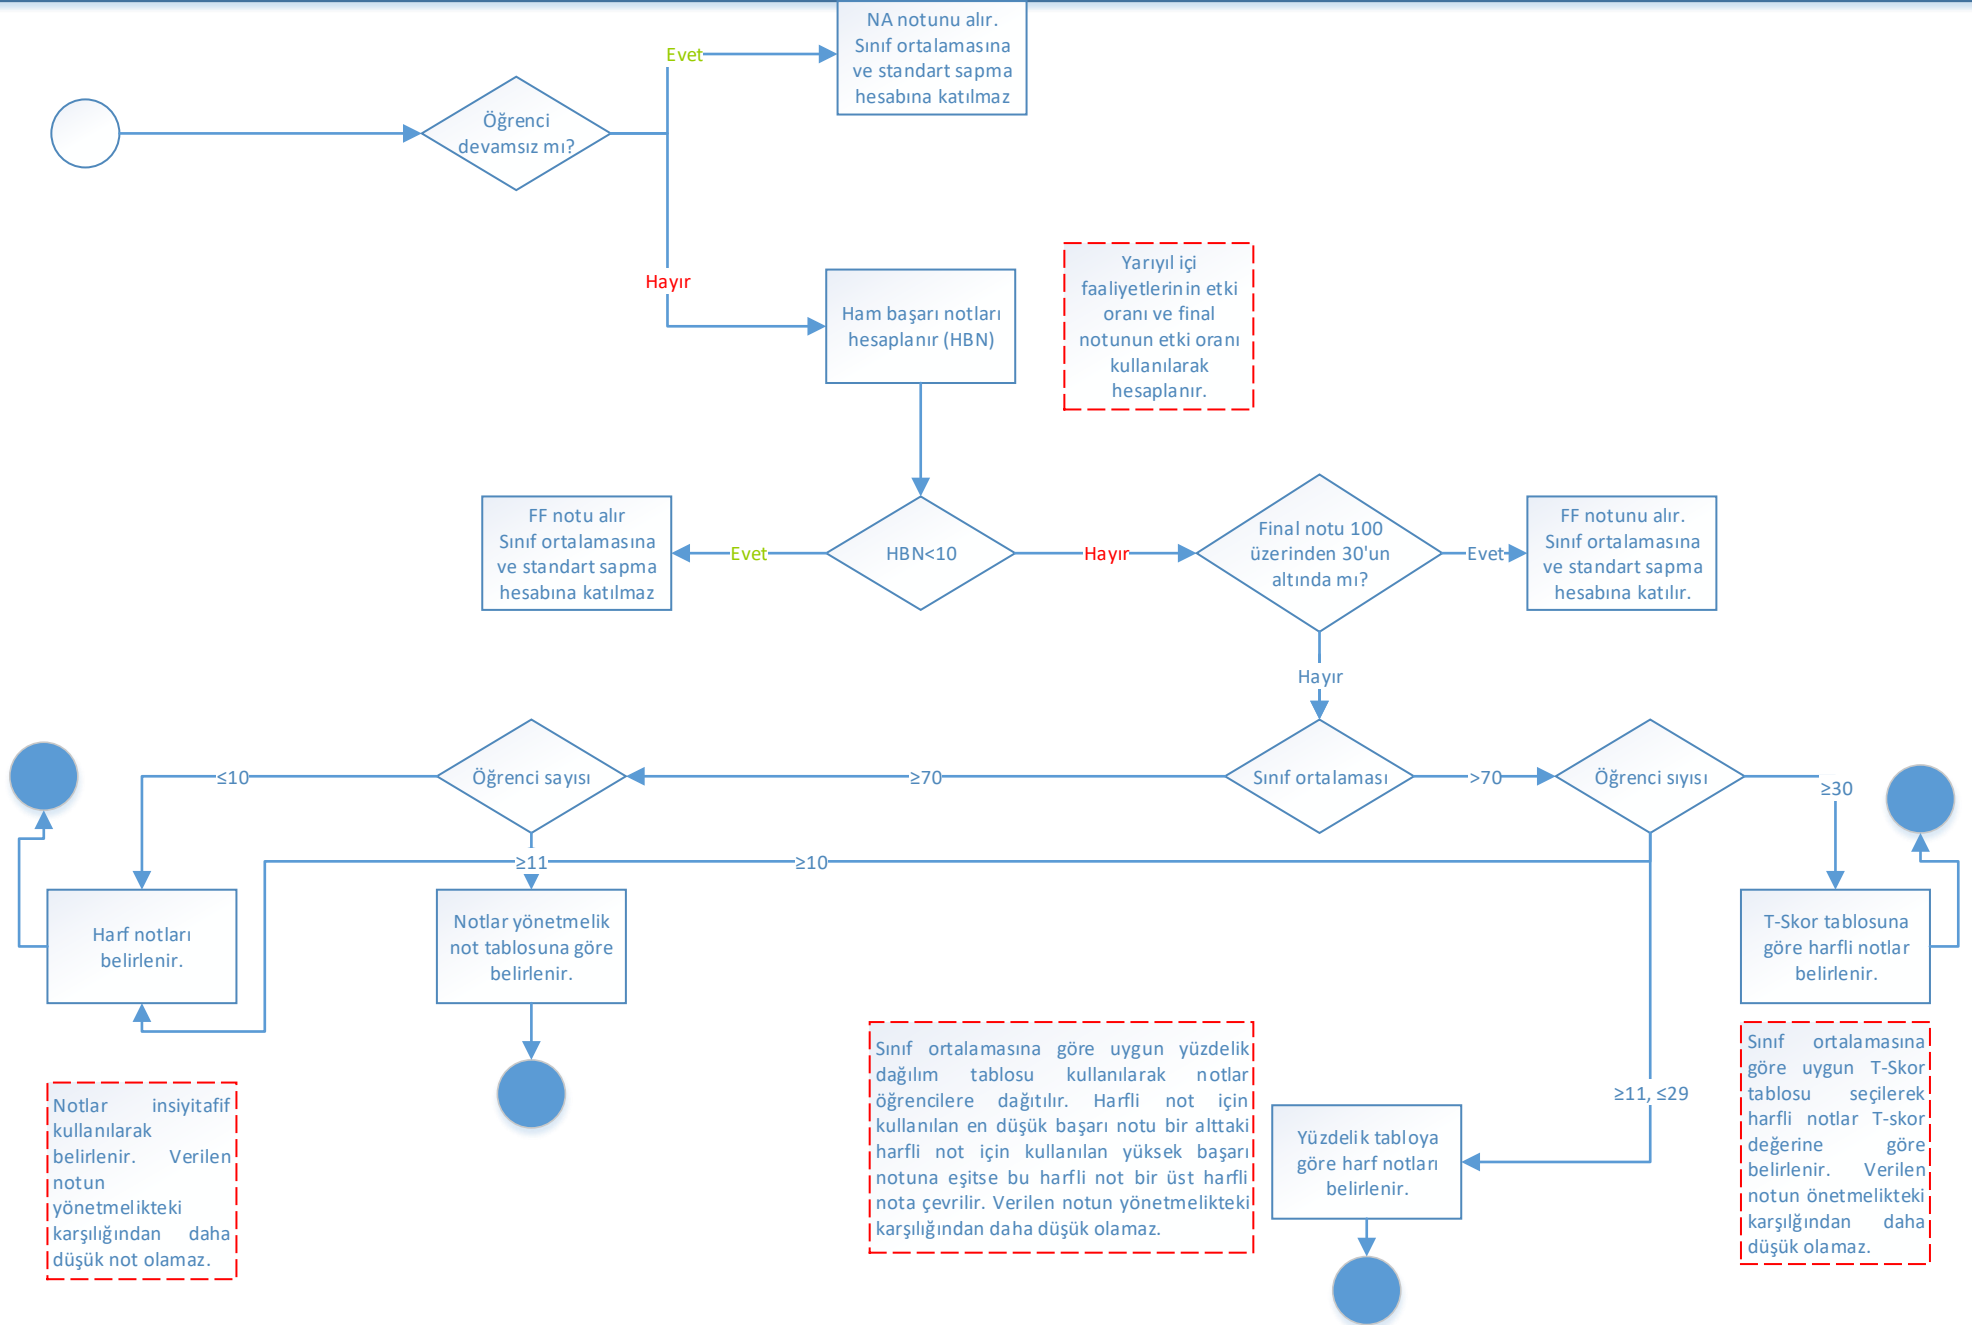 NA notunu alır.
Sınıf ortalamasına
ve standart sapma
hesabına katılmaz
Evet
Öğrenci
devamsız mı?
Hayır
Ham başarı notları
hesaplanır (HBN)
Yarıyıl içi
faaliyetlerinin etki
oranı ve final
notunun etki oranı
kullanılarak
hesaplanır.
FF notu alır
Sınıf ortalamasına
ve standart sapma
hesabına katılmaz
Evet
HBN<10
Hayır
Final notu 100
üzerinden 30'un
altında mı?
Evet
FF notunu alır.
Sınıf ortalamasına
ve standart sapma
hesabına katılır.
Hayır
≤10
Öğrenci sayısı
≥70
Sınıf ortalaması
>70
Öğrenci sıyısı
≥30
≥11
≥10
Harf notları
belirlenir.
Notlar yönetmelik
not tablosuna göre
belirlenir.
T-Skor tablosuna
göre harfli notlar
belirlenir.
≥11, ≤29
Notlar insiyitafif
kullanılarak
belirlenir. Verilen
notun
yönetmelikteki
karşılığından daha
düşük not olamaz.
Sınıf ortalamasına göre uygun yüzdelik
dağılım tablosu kullanılarak notlar
öğrencilere dağıtılır. Harfli not için
kullanılan en düşük başarı notu bir alttaki
harfli not için kullanılan yüksek başarı
notuna eşitse bu harfli not bir üst harfli
nota çevrilir. Verilen notun yönetmelikteki
karşılığından daha düşük olamaz.
Yüzdelik tabloya
göre harf notları
belirlenir.
Sınıf ortalamasına
göre uygun T-Skor
tablosu seçilerek
harfli notlar T-skor
değerine göre
belirlenir. Verilen
notun önetmelikteki
karşılğından daha
düşük olamaz.